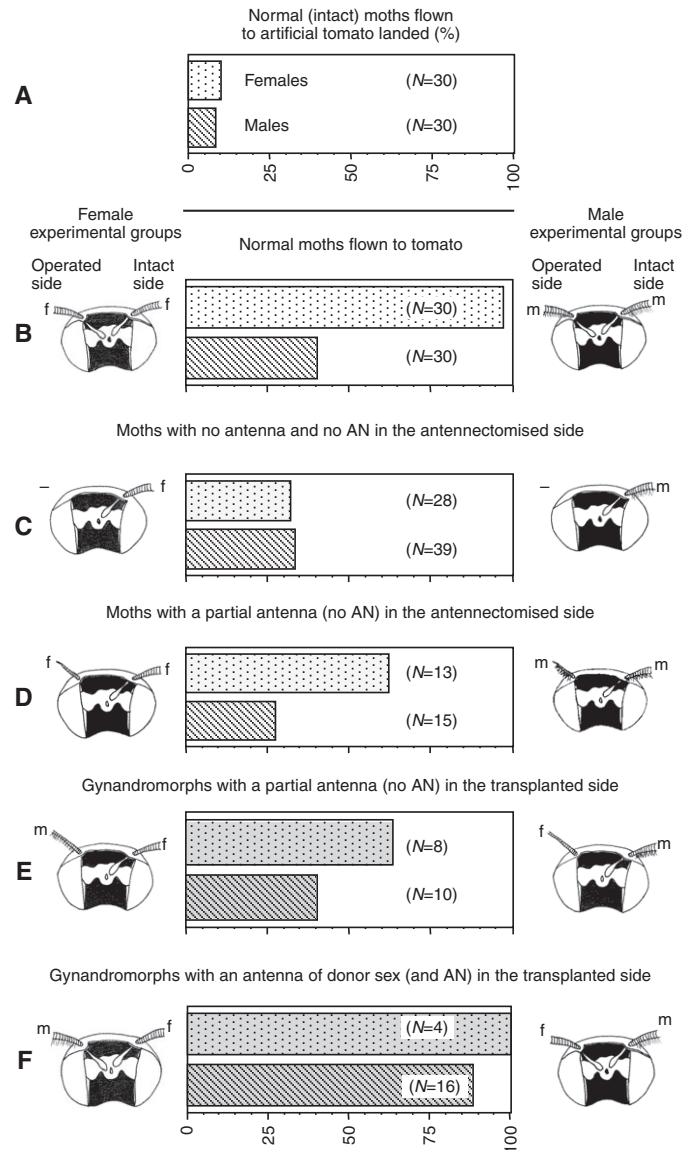 Normal (intact) moths flown
to artificial tomato landed (%)
A
Females
(N=30)
Males
(N=30)
0 25 50 75 100
Female
experimental groups
Male
experimental groups
Normal moths flown to tomato
Operated
side
Intact
side
Operated
side
Intact
side
B
f
f
(N=30)
(N=30)
m
m
Moths with no antenna and no AN in the antennectomised side
C
–
f
(N=28)
(N=39)
–
m
Moths with a partial antenna (no AN) in the antennectomised side
D
f
f
(N=13)
(N=15)
m
m
Gynandromorphs with a partial antenna (no AN) in the transplanted side
E
m
f
(N=8)
(N=10)
f
m
Gynandromorphs with an antenna of donor sex (and AN) in the transplanted side
F
m
f
(N=4)
(N=16)
f
m
0 25 50 75 100